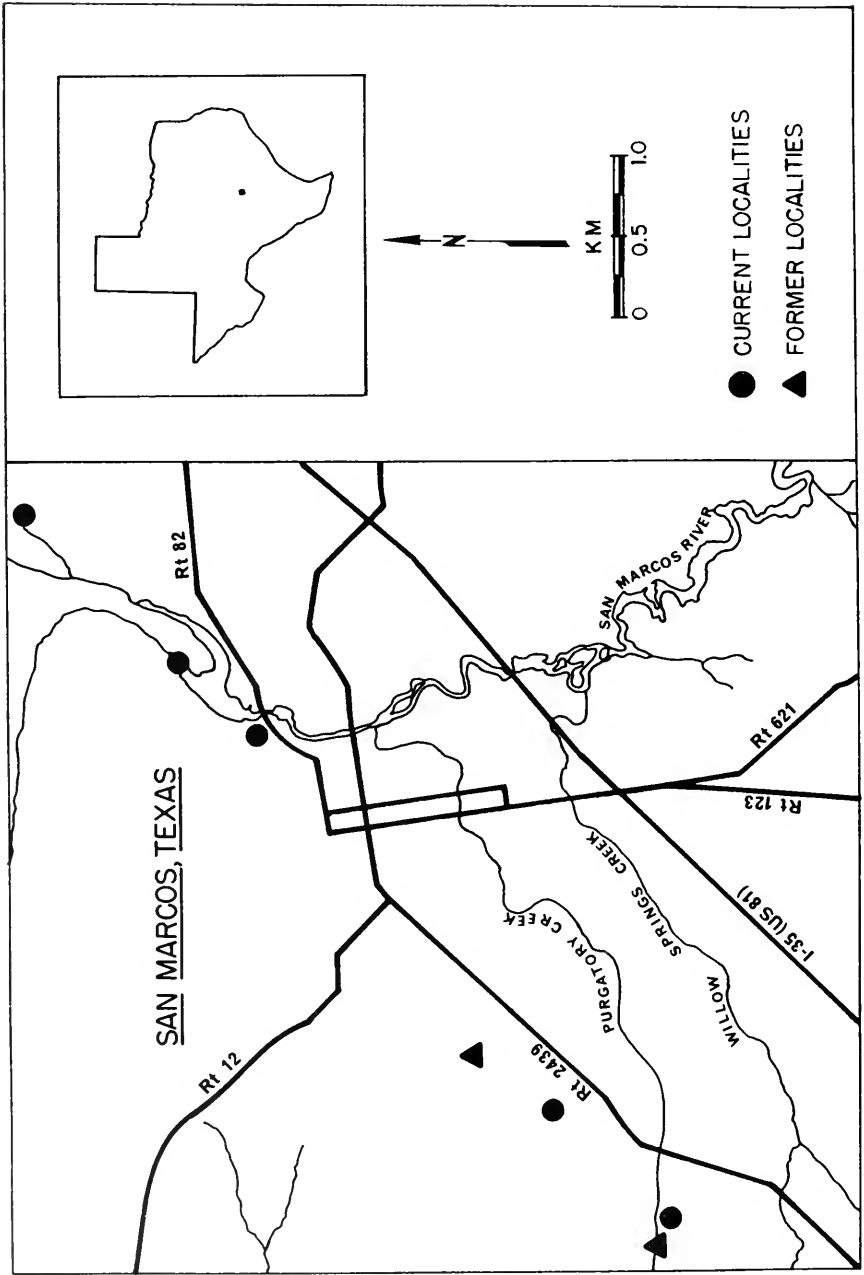 SAN MARCOS, TEXAS
Rt 12
Rt 82
Rt 2439
PURGATORY CREEK
WILLOW SPRINGS CREEK
SAN MARCOS RIVER
I-35 (US 81)
Rt 123
Rt 621
N
KM
0 0.5 1.0
CURRENT LOCALITIES
FORMER LOCALITIES